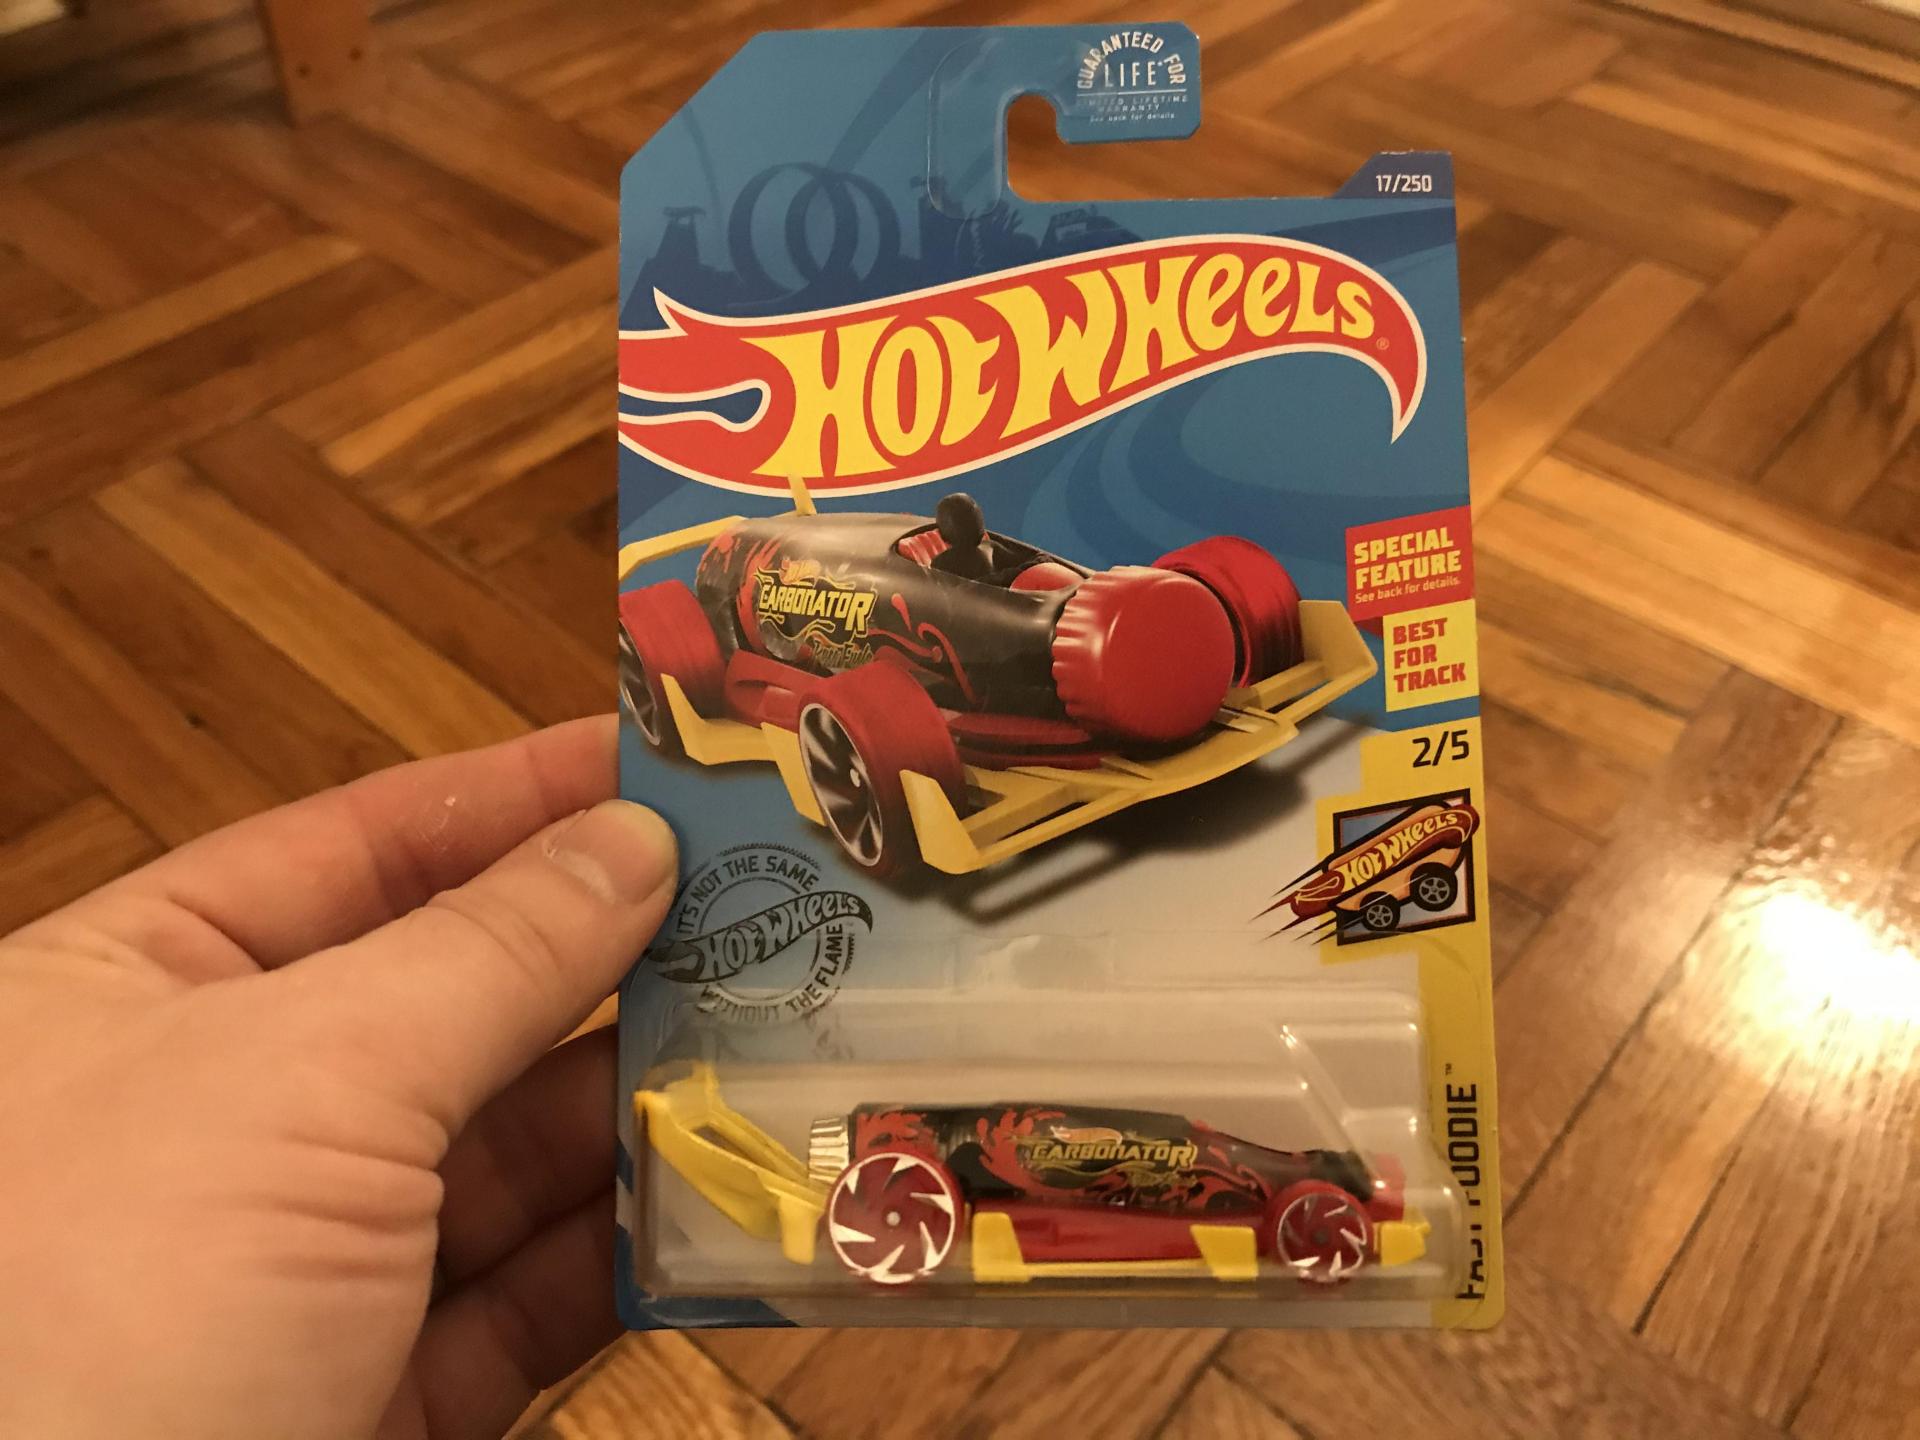 GUARANTEED FOR
LIFE*
LIMITED LIFETIME
WARRANTY
See back for details.
17/250
HOT WHEELS®
SPECIAL
FEATURE
See back for details.
BEST
FOR
TRACK
2/5
CARBONATOR
HOT WHEELS
IT'S NOT THE SAME
HOT WHEELS
WITHOUT THE FLAME
CARBONATOR
FAST FOODIE™